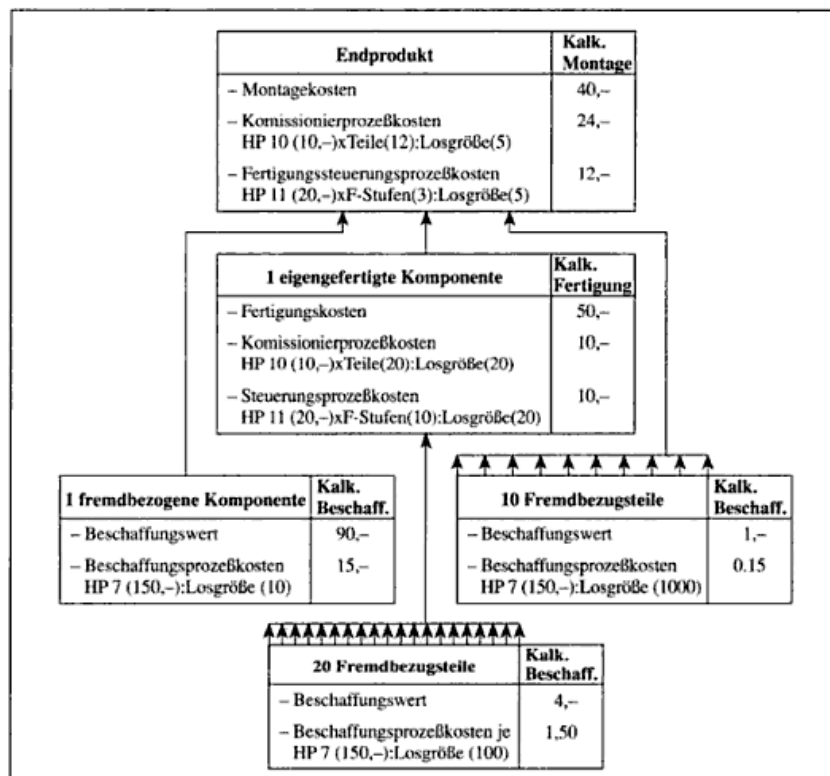 Endprodukt
Kalk.
Montage
– Montagekosten 40,–
– Komissionierprozeßkosten 24,–
HP 10 (10,–)xTeile(12):Losgröße(5)
– Fertigungssteuerungsprozeßkosten 12,–
HP 11 (20,–)xF-Stufen(3):Losgröße(5)
1 eigengefertigte Komponente
Kalk.
Fertigung
– Fertigungskosten 50,–
– Komissionierprozeßkosten 10,–
HP 10 (10,–)xTeile(20):Losgröße(20)
– Steuerungsprozeßkosten 10,–
HP 11 (20,–)xF-Stufen(10):Losgröße(20)
1 fremdbezogene Komponente
Kalk.
Beschaff.
– Beschaffungswert 90,–
– Beschaffungsprozeßkosten 15,–
HP 7 (150,–):Losgröße (10)
10 Fremdbezugsteile
Kalk.
Beschaff.
– Beschaffungswert 1,–
– Beschaffungsprozeßkosten 0.15
HP 7 (150,–):Losgröße (1000)
20 Fremdbezugsteile
Kalk.
Beschaff.
– Beschaffungswert 4,–
– Beschaffungsprozeßkosten je 1,50
HP 7 (150,–):Losgröße (100)